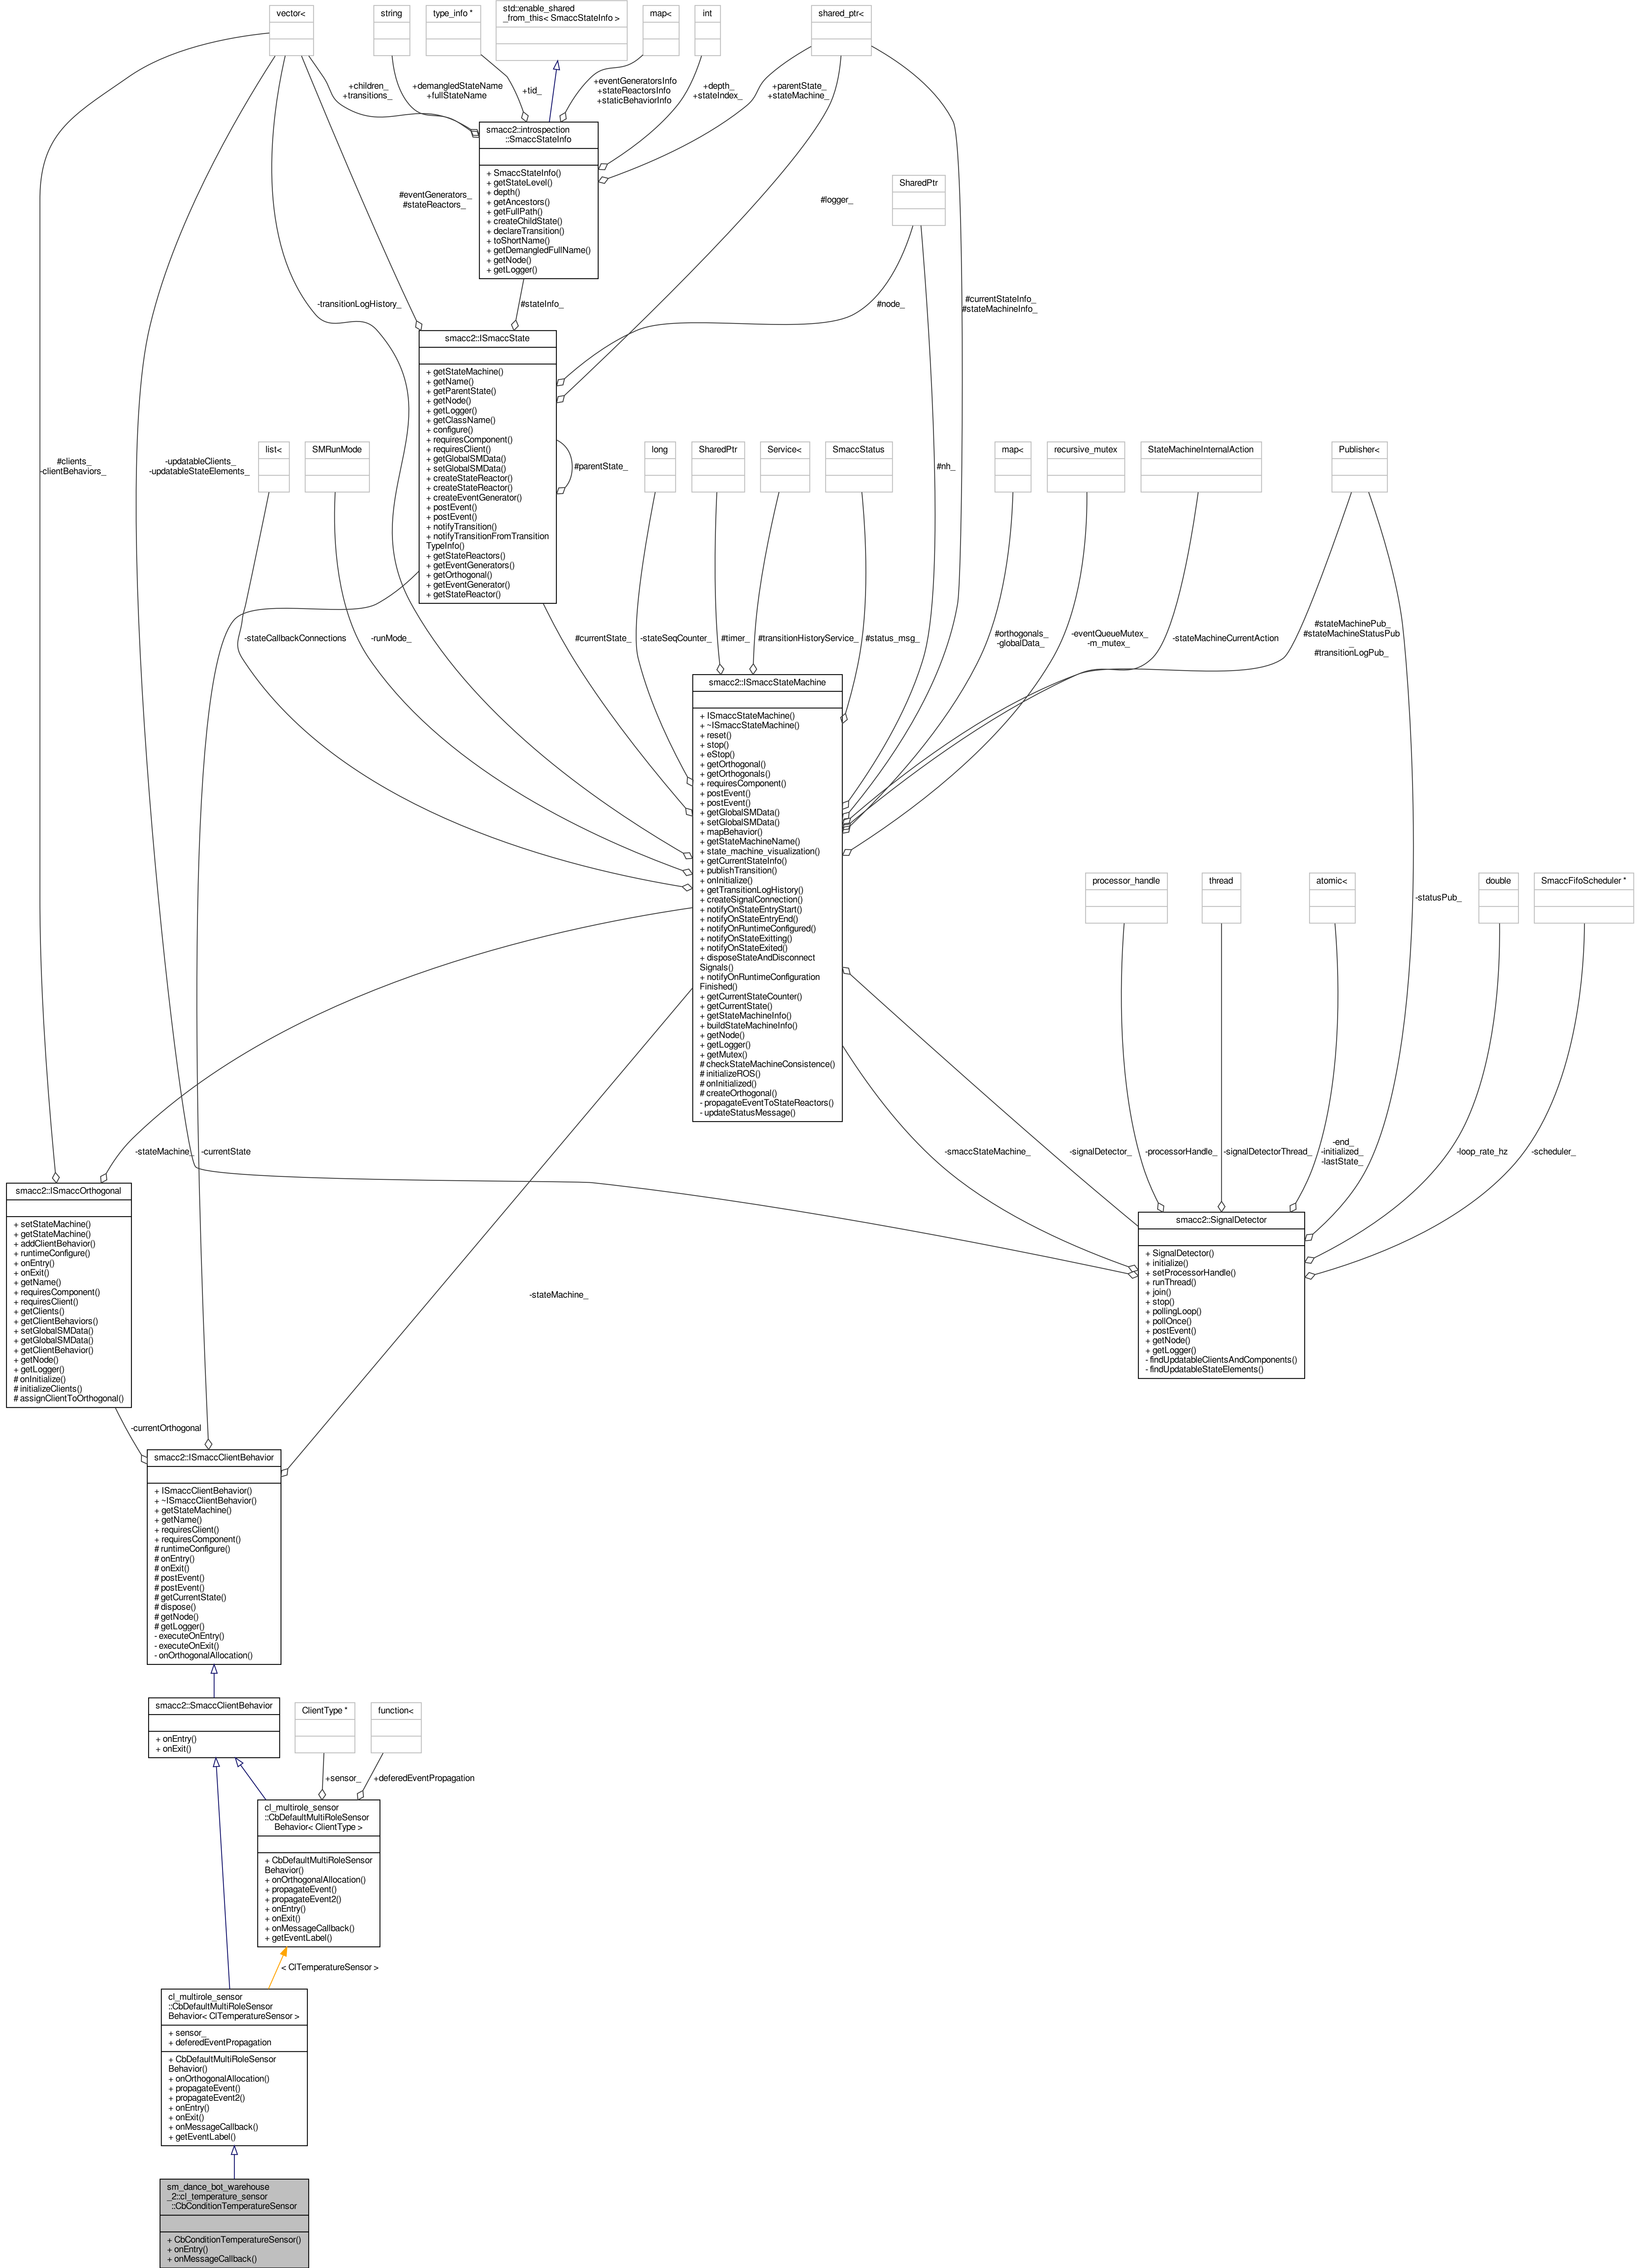 vector<
string
type_info *
std::enable_shared
_from_this< SmaccStateInfo >
map<
int
shared_ptr<
+children_
+transitions_
+demangledStateName
+fullStateName
+tid_
+eventGeneratorsInfo
+stateReactorsInfo
+staticBehaviorInfo
+depth_
+stateIndex_
+parentState_
+stateMachine_
smacc2::introspection
::SmaccStateInfo
+ SmaccStateInfo()
+ getStateLevel()
+ depth()
+ getAncestors()
+ getFullPath()
+ createChildState()
+ declareTransition()
+ toShortName()
+ getDemangledFullName()
+ getNode()
+ getLogger()
SharedPtr
#eventGenerators_
#stateReactors_
#logger_
-transitionLogHistory_
#stateInfo_
#node_
#currentStateInfo_
#stateMachineInfo_
smacc2::ISmaccState
+ getStateMachine()
+ getName()
+ getParentState()
+ getNode()
+ getLogger()
+ getClassName()
+ configure()
+ requiresComponent()
+ requiresClient()
+ getGlobalSMData()
+ setGlobalSMData()
+ createStateReactor()
+ createStateReactor()
+ createEventGenerator()
+ postEvent()
+ postEvent()
+ notifyTransition()
+ notifyTransitionFromTransition
TypeInfo()
+ getStateReactors()
+ getEventGenerators()
+ getOrthogonal()
+ getEventGenerator()
+ getStateReactor()
#clients_
-clientBehaviors_
-updatableClients_
-updatableStateElements_
list<
SMRunMode
#parentState_
long
SharedPtr
Service<
SmaccStatus
#nh_
map<
recursive_mutex
StateMachineInternalAction
Publisher<
-stateCallbackConnections
-runMode_
#currentState_
-stateSeqCounter_
#timer_
#transitionHistoryService_
#status_msg_
#orthogonals_
-globalData_
-eventQueueMutex_
-m_mutex_
-stateMachineCurrentAction
#stateMachinePub_
#stateMachineStatusPub
_
#transitionLogPub_
smacc2::ISmaccStateMachine
+ ISmaccStateMachine()
+ ~ISmaccStateMachine()
+ reset()
+ stop()
+ eStop()
+ getOrthogonal()
+ getOrthogonals()
+ requiresComponent()
+ postEvent()
+ postEvent()
+ getGlobalSMData()
+ setGlobalSMData()
+ mapBehavior()
+ getStateMachineName()
+ state_machine_visualization()
+ getCurrentStateInfo()
+ publishTransition()
+ onInitialize()
+ getTransitionLogHistory()
+ createSignalConnection()
+ notifyOnStateEntryStart()
+ notifyOnStateEntryEnd()
+ notifyOnRuntimeConfigured()
+ notifyOnStateExitting()
+ notifyOnStateExited()
+ disposeStateAndDisconnect
Signals()
+ notifyOnRuntimeConfiguration
Finished()
+ getCurrentStateCounter()
+ getCurrentState()
+ getStateMachineInfo()
+ buildStateMachineInfo()
+ getNode()
+ getLogger()
+ getMutex()
# checkStateMachineConsistence()
# initializeROS()
# onInitialized()
# createOrthogonal()
- propagateEventToStateReactors()
- updateStatusMessage()
processor_handle
thread
atomic<
-statusPub_
double
SmaccFifoScheduler *
-stateMachine_
-currentState
-smaccStateMachine_
-signalDetector_
-processorHandle_
-signalDetectorThread_
-end_
-initialized_
-lastState_
-loop_rate_hz
-scheduler_
smacc2::ISmaccOrthogonal
+ setStateMachine()
+ getStateMachine()
+ addClientBehavior()
+ runtimeConfigure()
+ onEntry()
+ onExit()
+ getName()
+ requiresComponent()
+ requiresClient()
+ getClients()
+ getClientBehaviors()
+ setGlobalSMData()
+ getGlobalSMData()
+ getClientBehavior()
+ getNode()
+ getLogger()
# onInitialize()
# initializeClients()
# assignClientToOrthogonal()
-stateMachine_
smacc2::SignalDetector
+ SignalDetector()
+ initialize()
+ setProcessorHandle()
+ runThread()
+ join()
+ stop()
+ pollingLoop()
+ pollOnce()
+ postEvent()
+ getNode()
+ getLogger()
- findUpdatableClientsAndComponents()
- findUpdatableStateElements()
-currentOrthogonal
smacc2::ISmaccClientBehavior
+ ISmaccClientBehavior()
+ ~ISmaccClientBehavior()
+ getStateMachine()
+ getName()
+ requiresClient()
+ requiresComponent()
# runtimeConfigure()
# onEntry()
# onExit()
# postEvent()
# postEvent()
# getCurrentState()
# dispose()
# getNode()
# getLogger()
- executeOnEntry()
- executeOnExit()
- onOrthogonalAllocation()
smacc2::SmaccClientBehavior
+ onEntry()
+ onExit()
ClientType *
function<
+sensor_
+deferedEventPropagation
cl_multirole_sensor
::CbDefaultMultiRoleSensor
Behavior< ClientType >
+ CbDefaultMultiRoleSensor
Behavior()
+ onOrthogonalAllocation()
+ propagateEvent()
+ propagateEvent2()
+ onEntry()
+ onExit()
+ onMessageCallback()
+ getEventLabel()
< ClTemperatureSensor >
cl_multirole_sensor
::CbDefaultMultiRoleSensor
Behavior< ClTemperatureSensor >
+ sensor_
+ deferedEventPropagation
+ CbDefaultMultiRoleSensor
Behavior()
+ onOrthogonalAllocation()
+ propagateEvent()
+ propagateEvent2()
+ onEntry()
+ onExit()
+ onMessageCallback()
+ getEventLabel()
sm_dance_bot_warehouse
_2::cl_temperature_sensor
::CbConditionTemperatureSensor
+ CbConditionTemperatureSensor()
+ onEntry()
+ onMessageCallback()